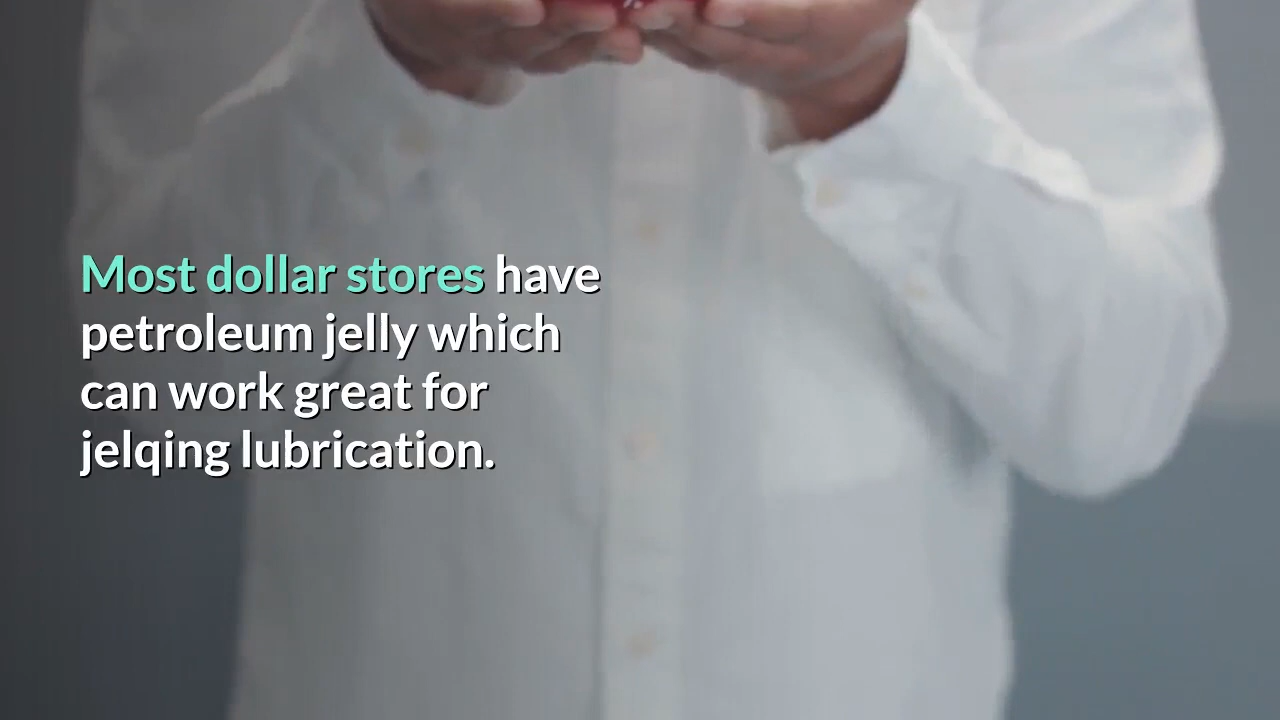 Most dollar stores have
petroleum jelly which
can work great for
jelqing lubrication.